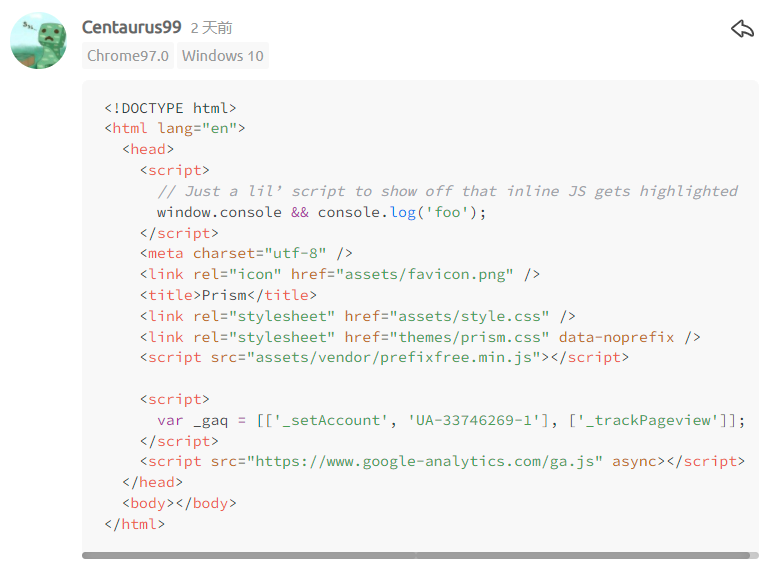 Centaurus99 2 天前
Chrome97.0 Windows 10
<!DOCTYPE html>
<html lang="en">
  <head>
    <script>
      // Just a lil’ script to show off that inline JS gets highlighted
      window.console && console.log('foo');
    </script>
    <meta charset="utf-8" />
    <link rel="icon" href="assets/favicon.png" />
    <title>Prism</title>
    <link rel="stylesheet" href="assets/style.css" />
    <link rel="stylesheet" href="themes/prism.css" data-noprefix />
    <script src="assets/vendor/prefixfree.min.js"></script>

    <script>
      var _gaq = [['_setAccount', 'UA-33746269-1'], ['_trackPageview']];
    </script>
    <script src="https://www.google-analytics.com/ga.js" async></script>
  </head>
  <body></body>
</html>